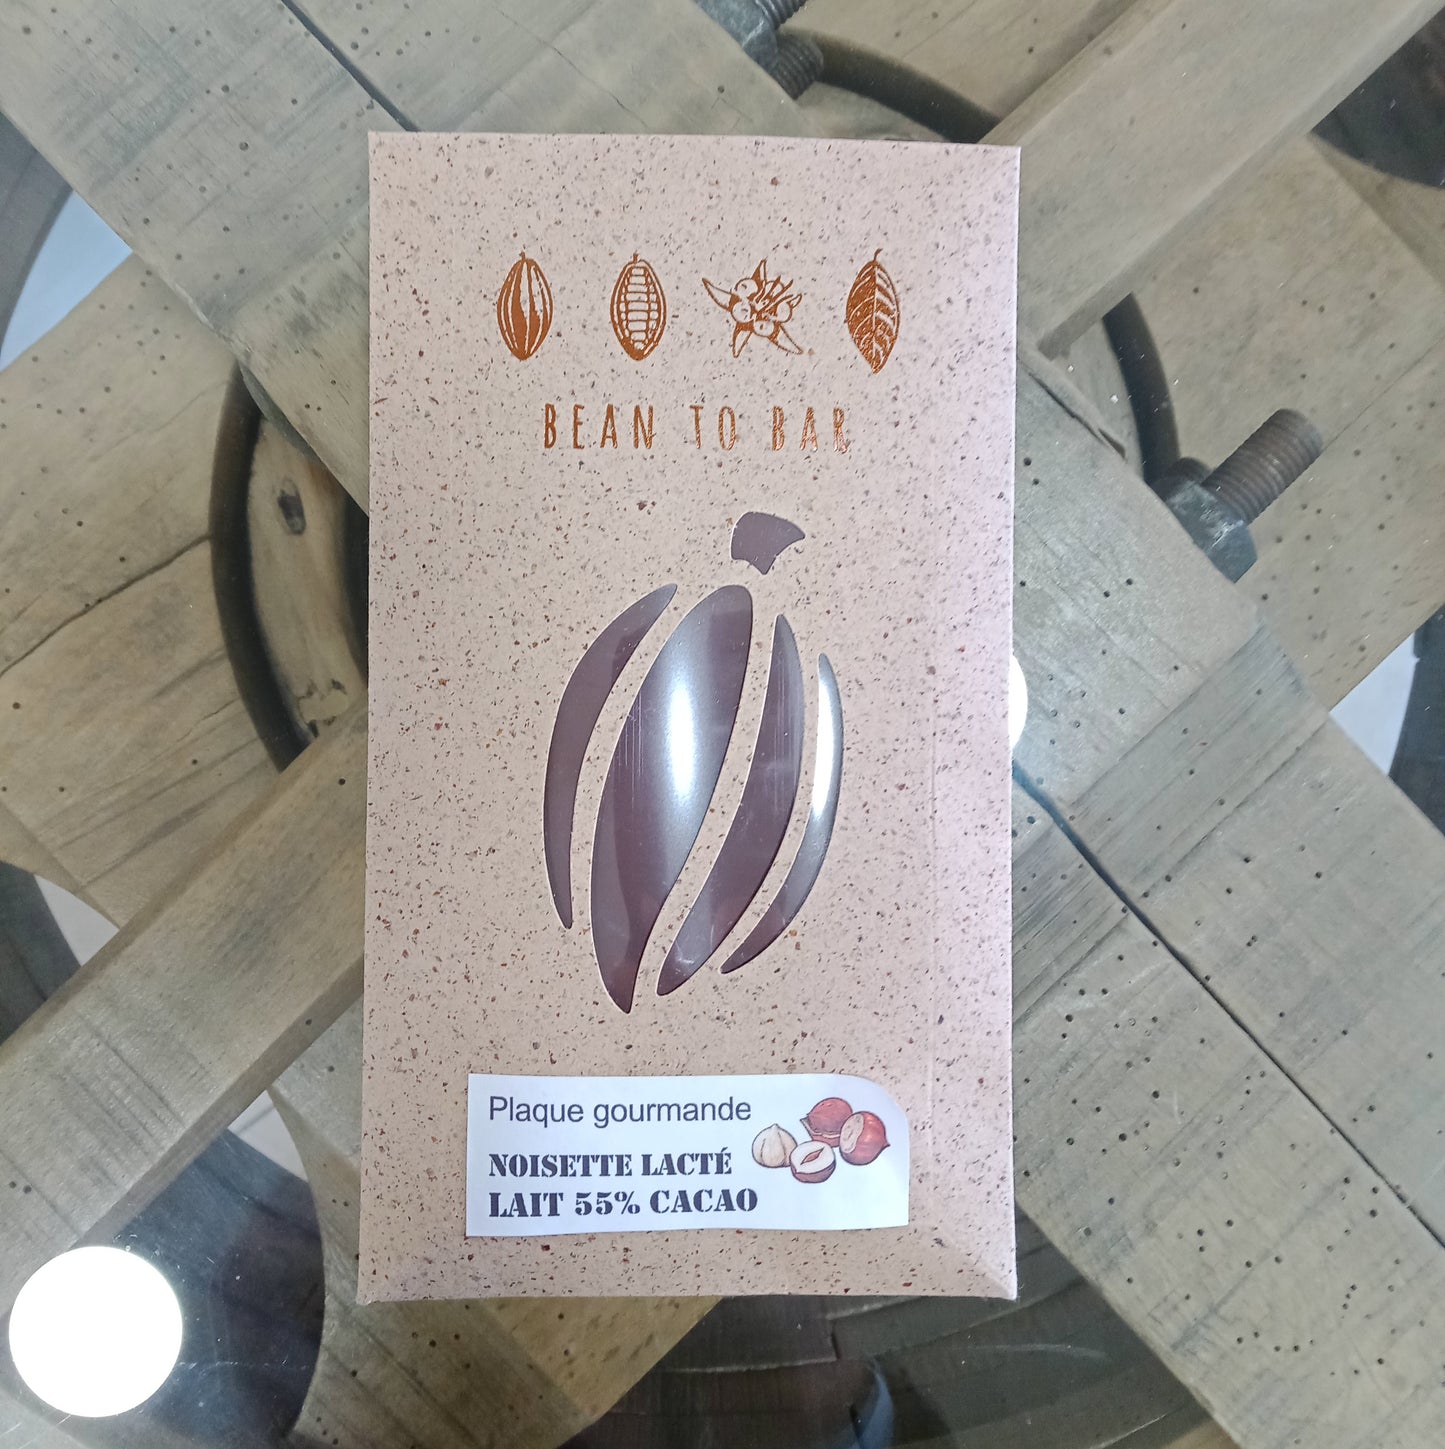 BEAN TO BAR
Plaque gourmande
NOISETTE LACTÉ
LAIT 55% CACAO